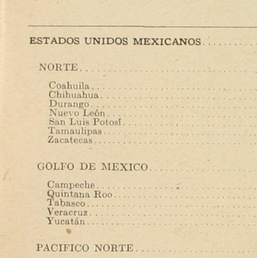 ESTADOS UNIDOS MEXICANOS
NORTE
Coahuila
Chihuahua
Durango
Nuevo León
San Luis Potosí
Tamaulipas
Zacatecas
GOLFO DE MEXICO
Campeche
Quintana Roo
Tabasco
Veracruz
Yucatán
PACIFICO NORTE